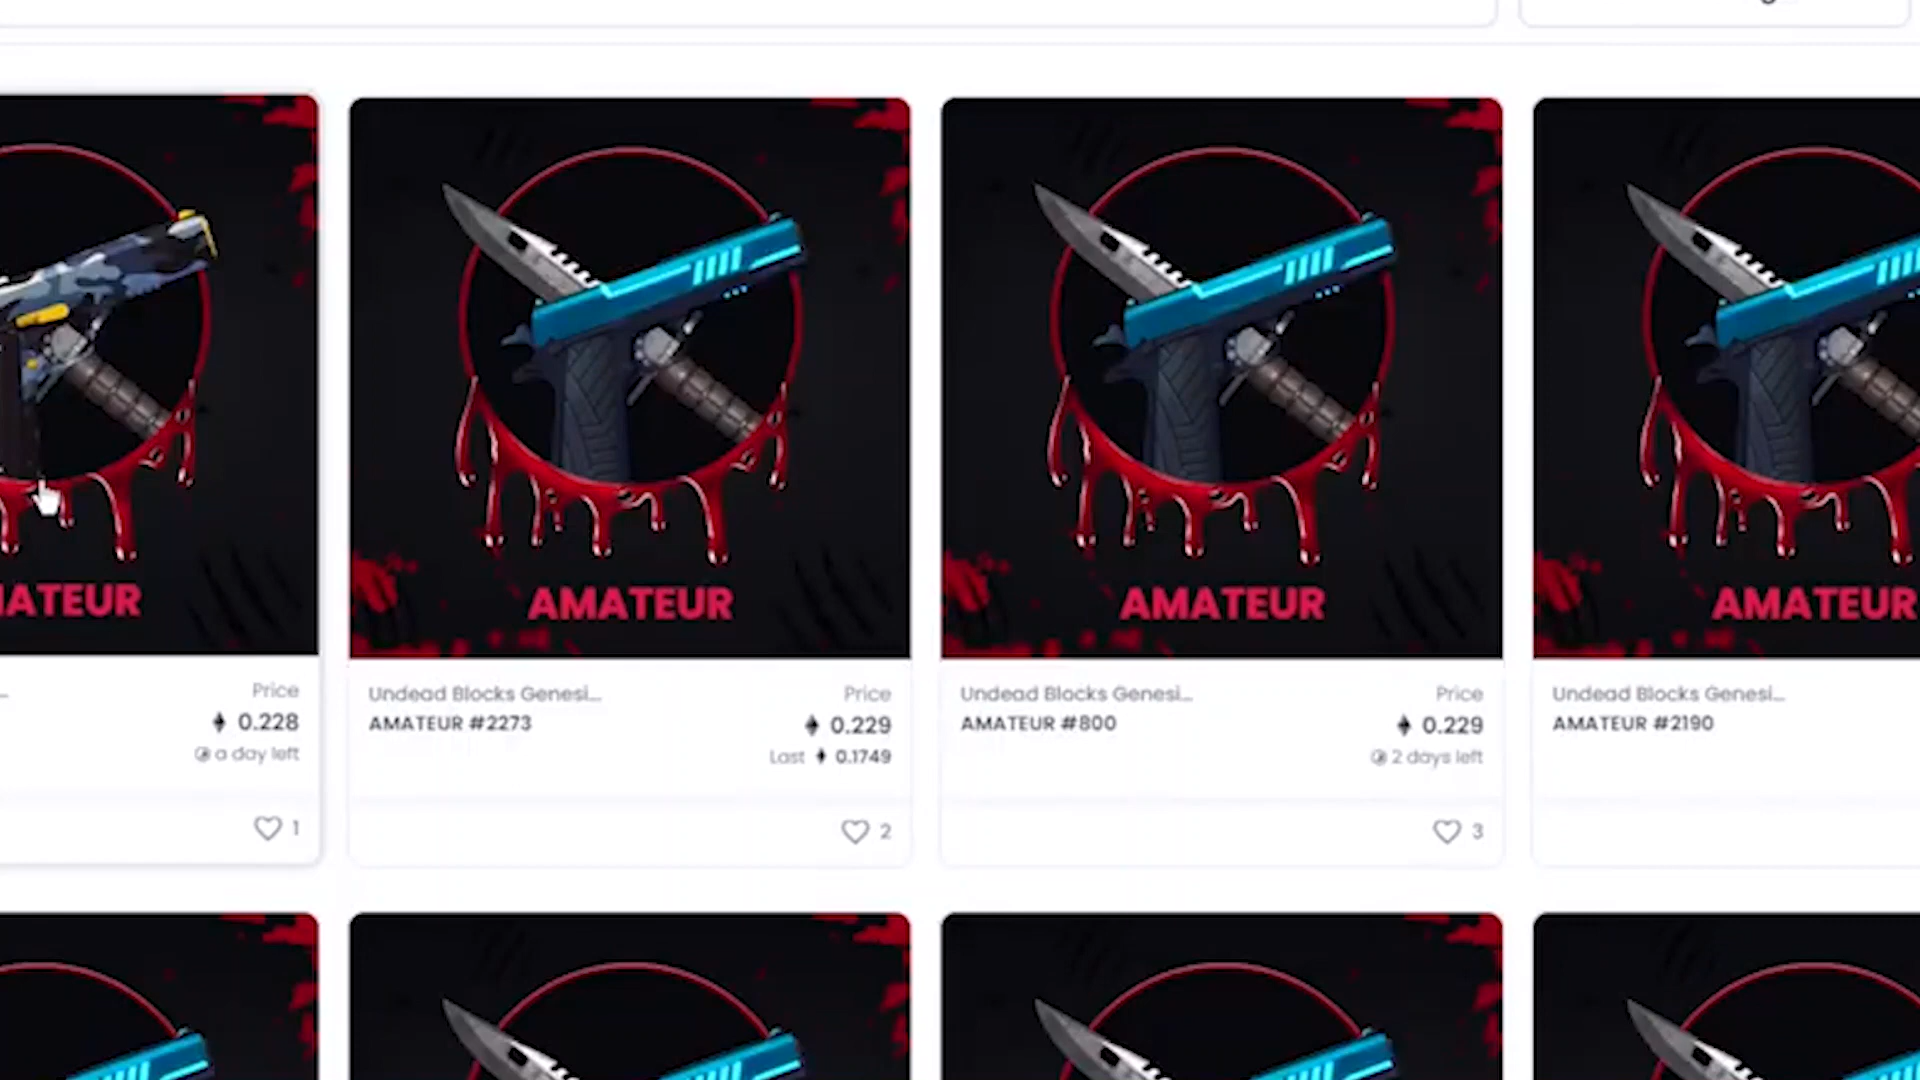 AMATEUR
AMATEUR
AMATEUR
Price
0.228
a day left
1
Undead Blocks Genesi...
Price
AMATEUR #2273
0.229
Last 0.1749
2
Undead Blocks Genesi...
Price
AMATEUR #800
0.229
2 days left
3
Undead Blocks Genesi...
AMATEUR #2190